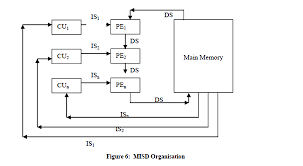 IS₁ DS
CU₁ PE₁
DS
IS₂
CU₂ PE₂ Main Memory
DS
ISₙ
CUₙ PEₙ
DS
ISₙ
IS₂
IS₁
Figure 6: MISD Organisation